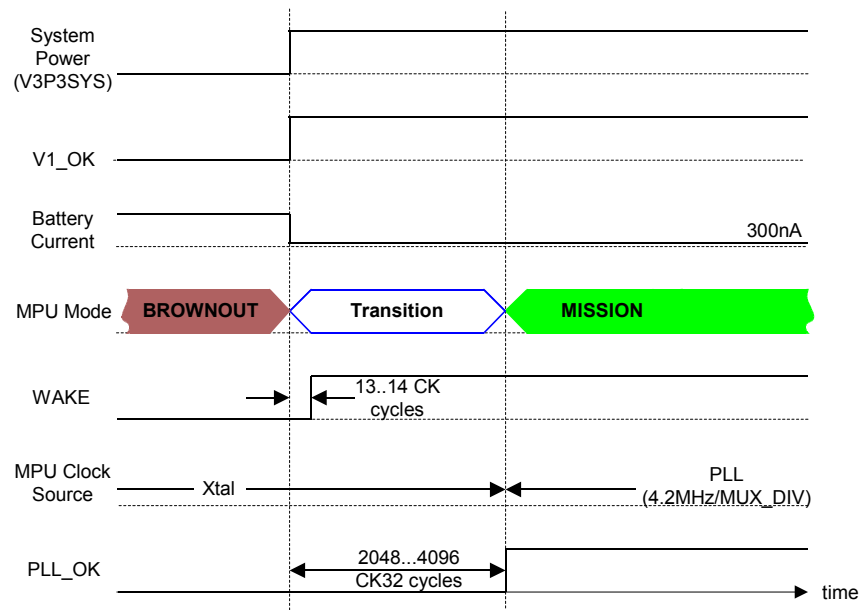 System
Power
(V3P3SYS)
V1_OK
Battery
Current
300nA
MPU Mode
BROWNOUT
Transition
MISSION
WAKE
13..14 CK
cycles
MPU Clock
Source
Xtal
PLL
(4.2MHz/MUX_DIV)
PLL_OK
2048...4096
CK32 cycles
time